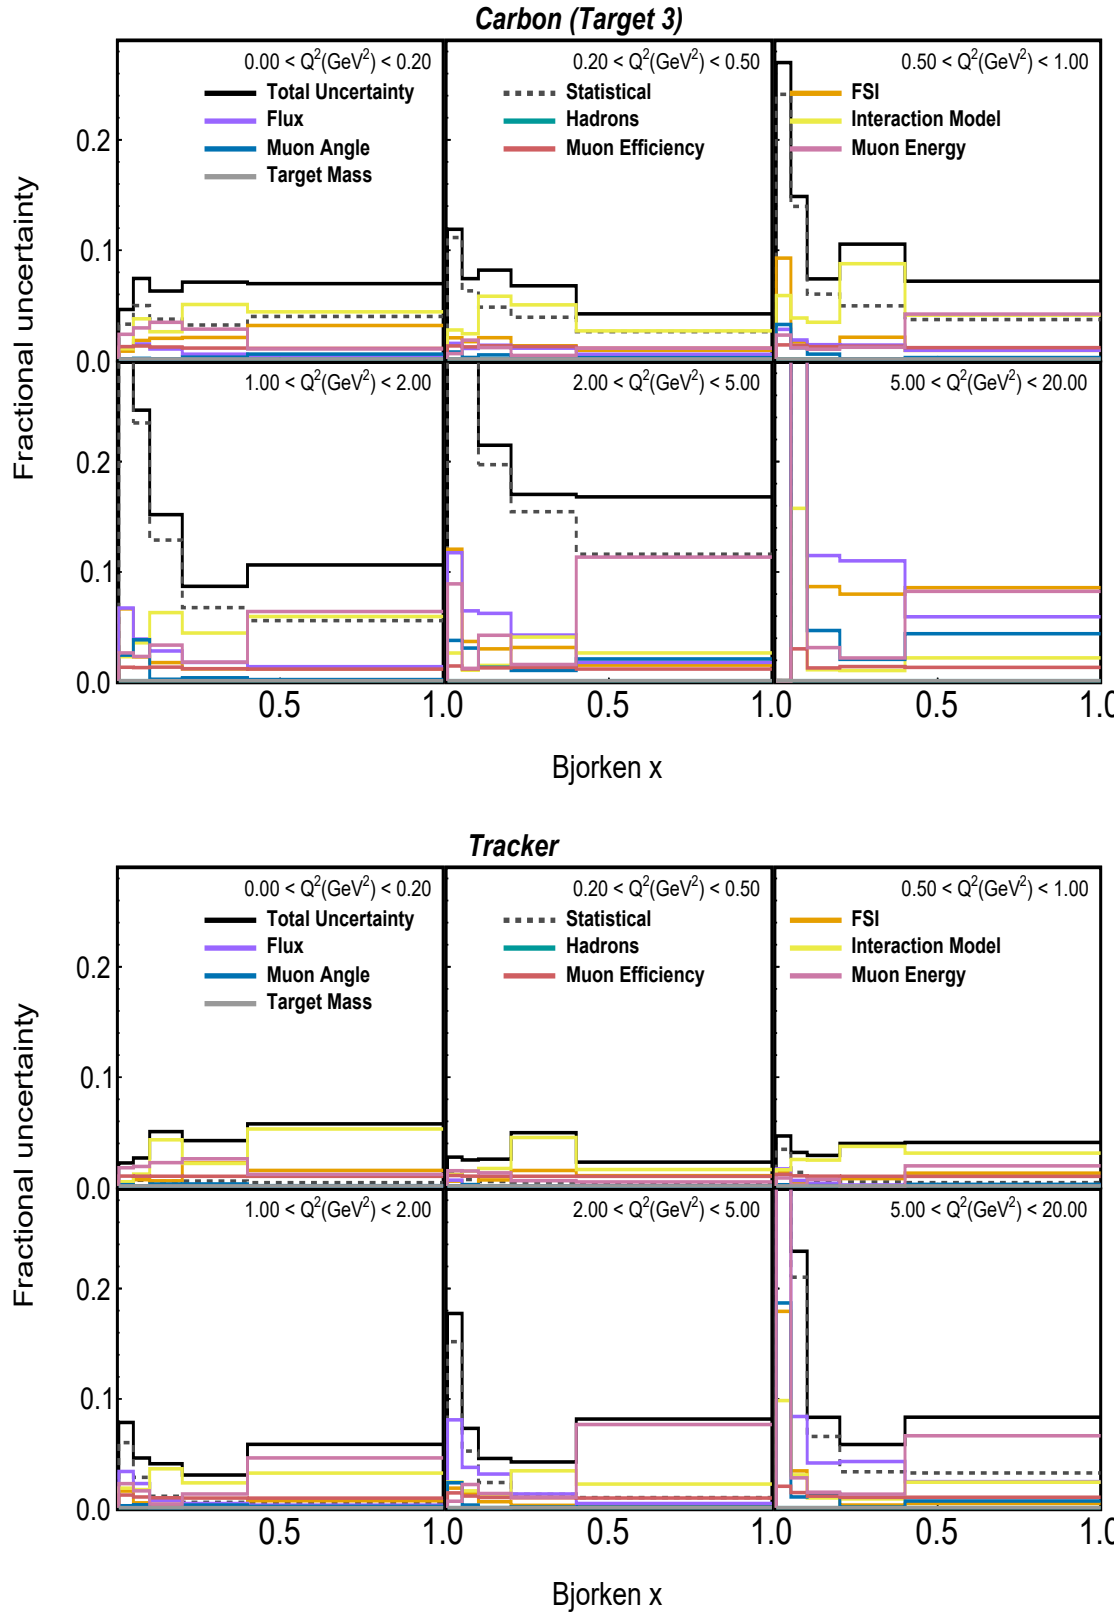 Carbon (Target 3)
Fractional uncertainty
0.00 < Q²(GeV²) < 0.20
Total Uncertainty
Flux
Muon Angle
Target Mass
0.20 < Q²(GeV²) < 0.50
Statistical
Hadrons
Muon Efficiency
0.50 < Q²(GeV²) < 1.00
FSI
Interaction Model
Muon Energy
0.2
0.1
0.0
Fractional uncertainty
1.00 < Q²(GeV²) < 2.00
2.00 < Q²(GeV²) < 5.00
5.00 < Q²(GeV²) < 20.00
0.2
0.1
0.0
0.5 1.0 0.5 1.0 0.5 1.0
Bjorken x
Tracker
Fractional uncertainty
0.00 < Q²(GeV²) < 0.20
Total Uncertainty
Flux
Muon Angle
Target Mass
0.20 < Q²(GeV²) < 0.50
Statistical
Hadrons
Muon Efficiency
0.50 < Q²(GeV²) < 1.00
FSI
Interaction Model
Muon Energy
0.2
0.1
0.0
Fractional uncertainty
1.00 < Q²(GeV²) < 2.00
2.00 < Q²(GeV²) < 5.00
5.00 < Q²(GeV²) < 20.00
0.2
0.1
0.0
0.5 1.0 0.5 1.0 0.5 1.0
Bjorken x